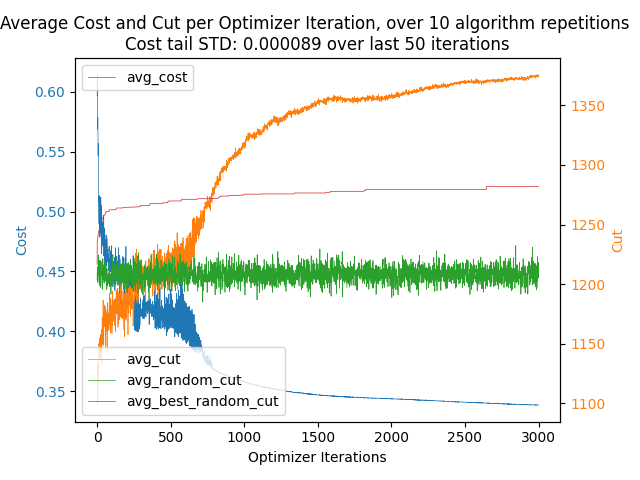 Average Cost and Cut per Optimizer Iteration, over 10 algorithm repetitions
Cost tail STD: 0.000089 over last 50 iterations
avg_cost
0.60
0.55
0.50
0.45
0.40
0.35
Cost
1350
1300
1250
1200
1150
1100
Cut
avg_cut
avg_random_cut
avg_best_random_cut
0
500
1000
1500
2000
2500
3000
Optimizer Iterations